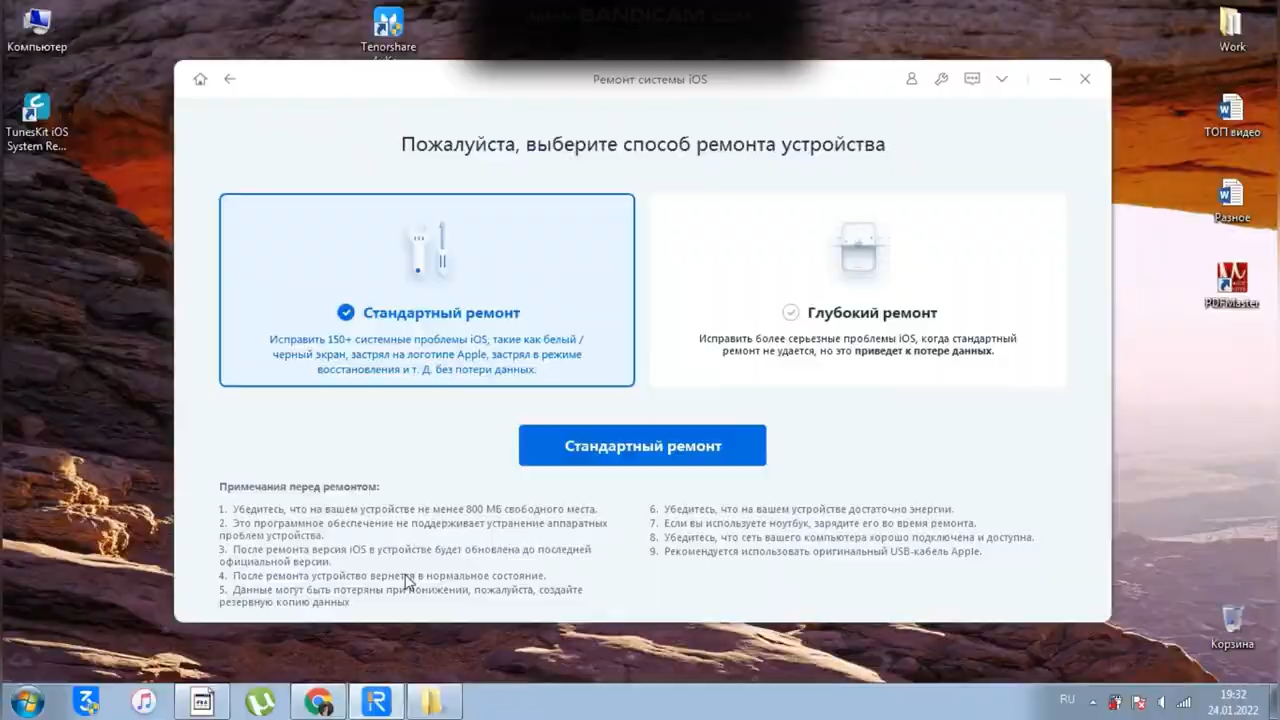 BANDICAM
Компьютер
Tenorshare
Work
Ремонт системы iOS
TunesKit iOS
System Re...
ТОП видео
Пожалуйста, выберите способ ремонта устройства
Разное
PDFMaster
Стандартный ремонт
Исправить 150+ системные проблемы iOS, такие как белый /
черный экран, застрял на логотипе Apple, застрял в режиме
восстановления и т. Д. без потери данных.
Глубокий ремонт
Исправить более серьезные проблемы iOS, когда стандартный
ремонт не удается, но это приведет к потере данных.
Стандартный ремонт
Примечания перед ремонтом:
1. Убедитесь, что на вашем устройстве не менее 800 МБ свободного места.
2. Это программное обеспечение не поддерживает устранение аппаратных
проблем устройства.
3. После ремонта версия iOS в устройстве будет обновлена до последней
официальной версии.
4. После ремонта устройство вернется в нормальное состояние.
5. Данные могут быть потеряны при понижении, пожалуйста, создайте
резервную копию данных
6. Убедитесь, что на вашем устройстве достаточно энергии.
7. Если вы используете ноутбук, зарядите его во время ремонта.
8. Убедитесь, что сеть вашего компьютера хорошо подключена и доступна.
9. Рекомендуется использовать оригинальный USB-кабель Apple.
Корзина
RU
19:32
24.01.2022